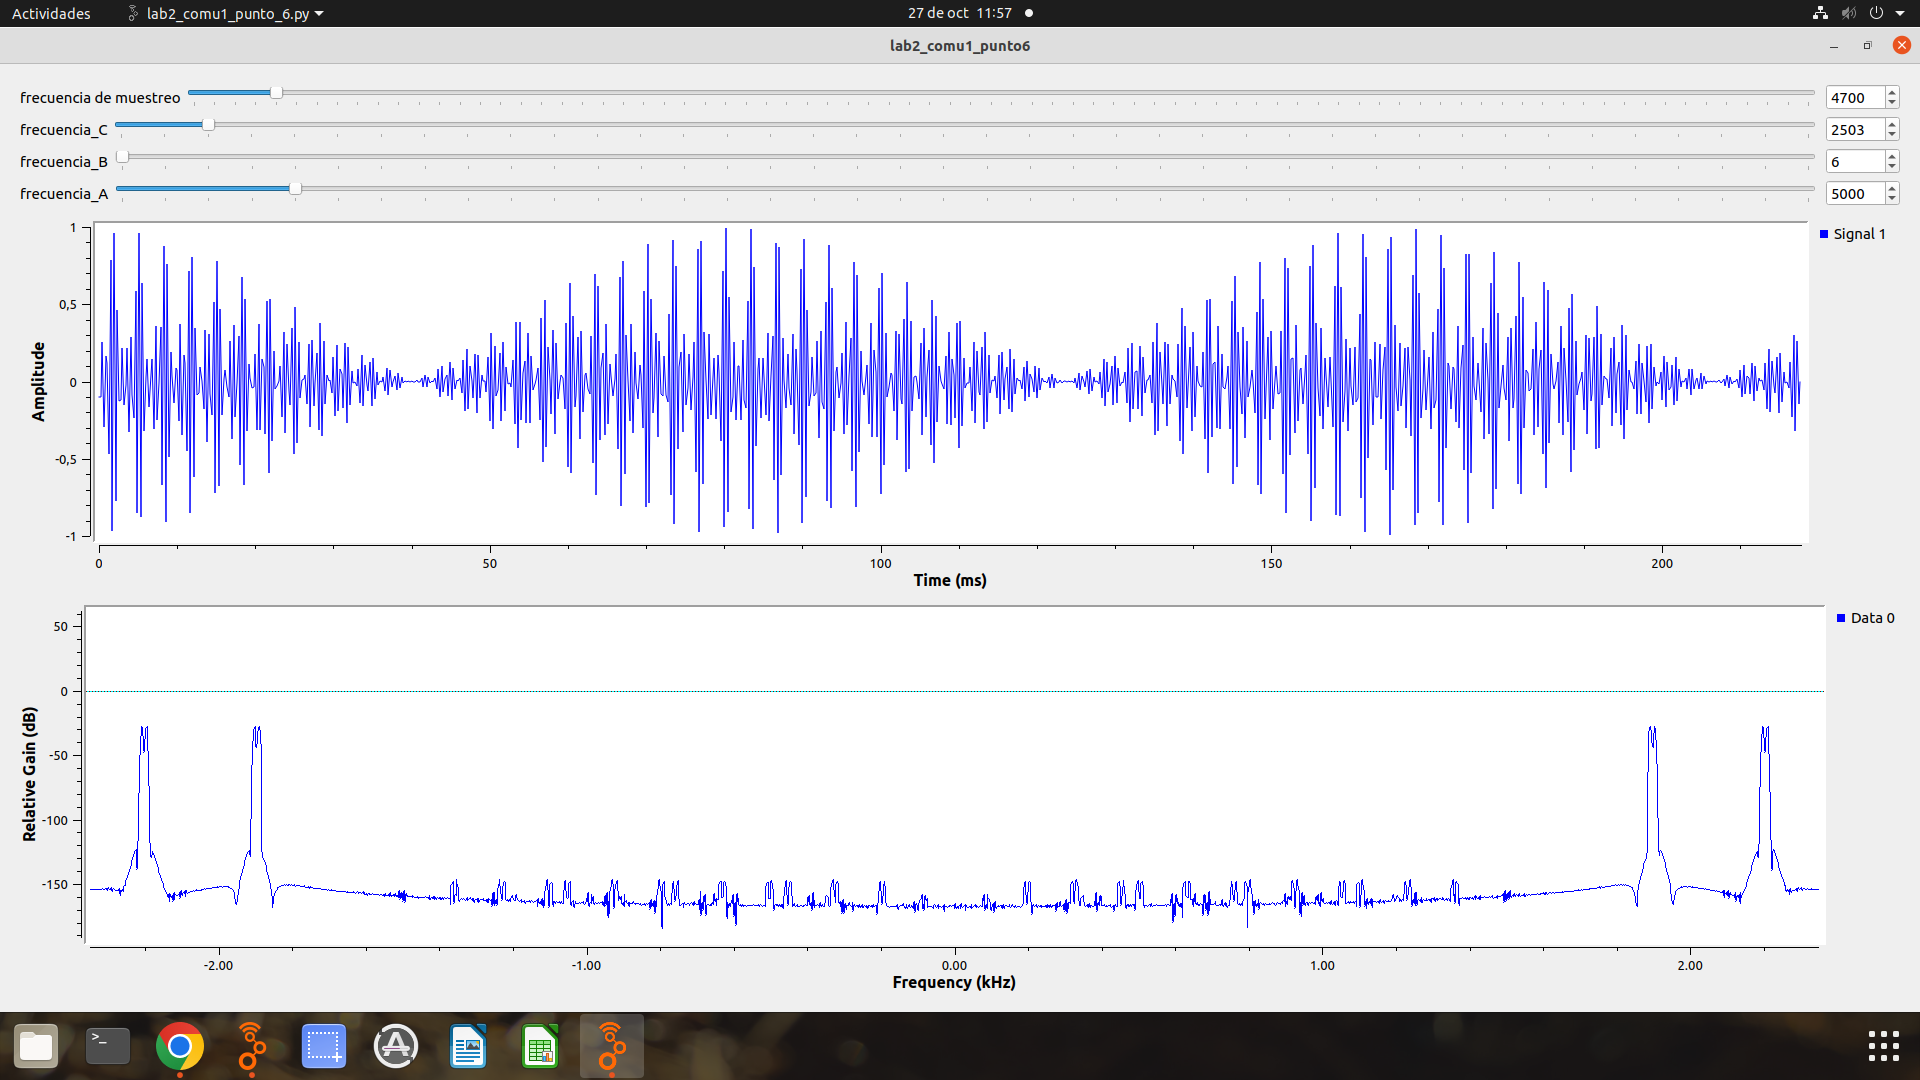 Actividades lab2_comu1_punto_6.py 27 de oct 11:57
lab2_comu1_punto6
frecuencia de muestreo 4700
frecuencia_C 2503
frecuencia_B 6
frecuencia_A 5000
Signal 1
1
0,5
0
-0,5
-1
Amplitude
0 50 100 150 200
Time (ms)
Data 0
50
0
-50
-100
-150
Relative Gain (dB)
-2.00 -1.00 0.00 1.00 2.00
Frequency (kHz)
>_